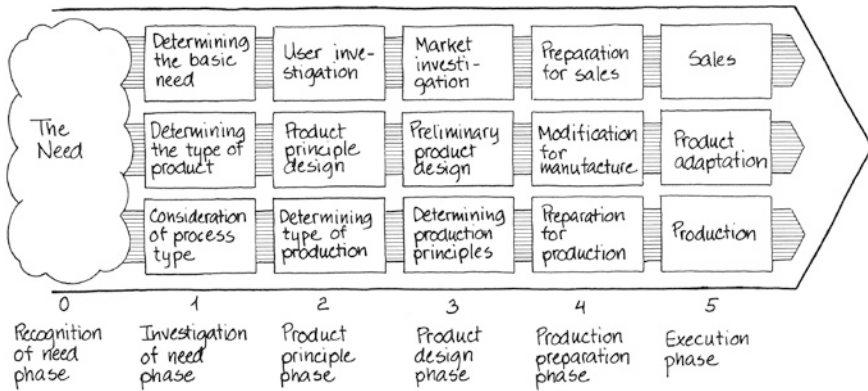 The
Need
Determining
the basic
need
User inve-
stigation
Market
investi-
gation
Preparation
for sales
Sales
Determining
the type of
product
Product
principle
design
Preliminary
product
design
Modification
for
manufacture
Product
adaptation
Consideration
of process
type
Determining
type of
production
Determining
production
principles
Preparation
for
production
Production
0
1
2
3
4
5
Recognition
of need
phase
Investigation
of need
phase
Product
principle phase
Product
design phase
Production
preparation phase
Execution
phase